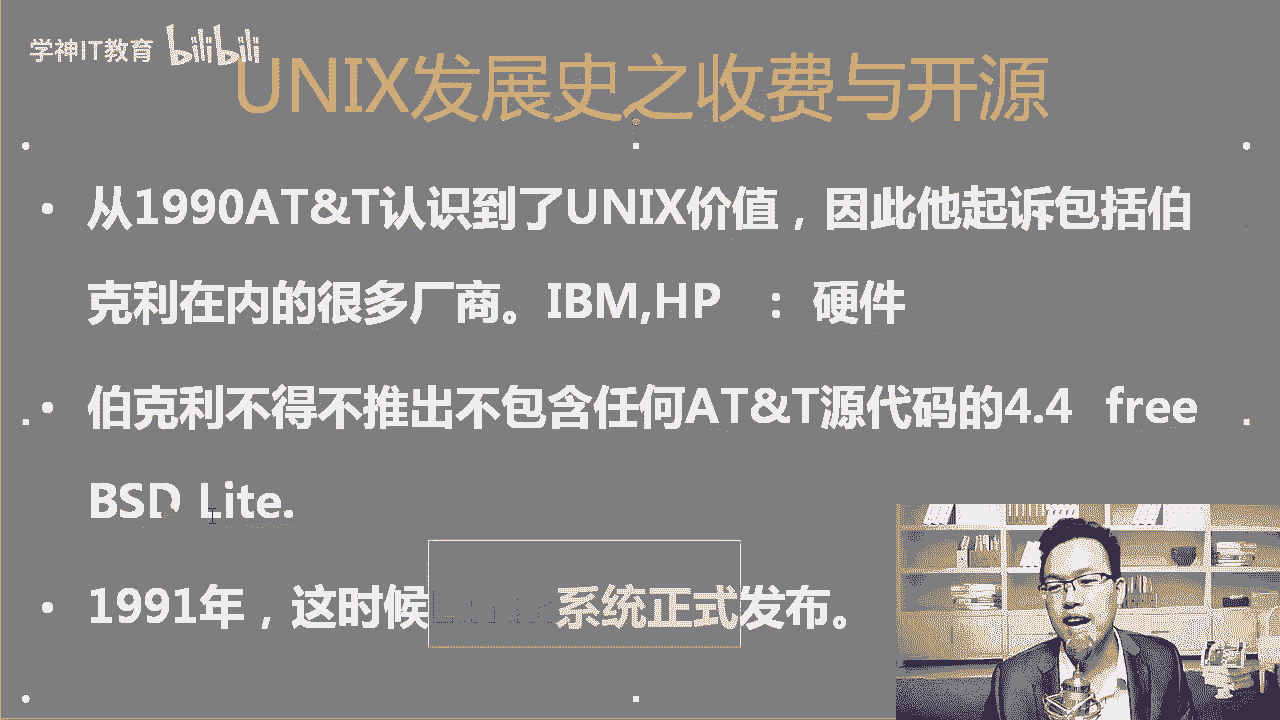 学神IT教育 bilibili
UNIX发展史之收费与开源
• 从1990AT&T认识到了UNIX价值，因此他起诉包括伯
克利在内的很多厂商。IBM,HP ：硬件
• 伯克利不得不推出不包含任何AT&T源代码的4.4 free
BSD Lite.
• 1991年，这时候Linux系统正式发布。